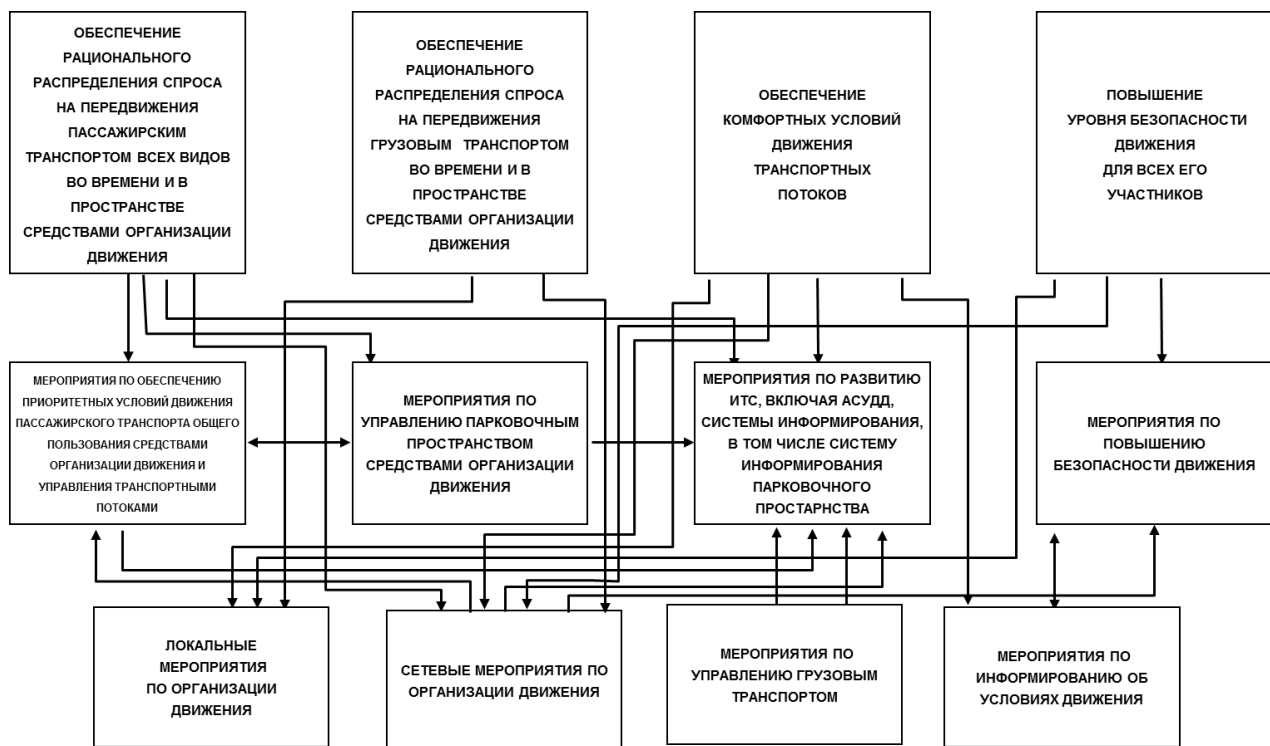 ОБЕСПЕЧЕНИЕ
РАЦИОНАЛЬНОГО
РАСПРЕДЕЛЕНИЯ СПРОСА
НА ПЕРЕДВИЖЕНИЯ
ПАССАЖИРСКИМ
ТРАНСПОРТОМ ВСЕХ ВИДОВ
ВО ВРЕМЕНИ И В
ПРОСТРАНСТВЕ
СРЕДСТВАМИ ОРГАНИЗАЦИИ
ДВИЖЕНИЯ
ОБЕСПЕЧЕНИЕ
РАЦИОНАЛЬНОГО
РАСПРЕДЕЛЕНИЯ СПРОСА
НА ПЕРЕДВИЖЕНИЯ
ГРУЗОВЫМ ТРАНСПОРТОМ
ВО ВРЕМЕНИ И В
ПРОСТРАНСТВЕ
СРЕДСТВАМИ ОРГАНИЗАЦИИ
ДВИЖЕНИЯ
ОБЕСПЕЧЕНИЕ
КОМФОРТНЫХ УСЛОВИЙ
ДВИЖЕНИЯ
ТРАНСПОРТНЫХ
ПОТОКОВ
ПОВЫШЕНИЕ
УРОВНЯ БЕЗОПАСНОСТИ
ДВИЖЕНИЯ
ДЛЯ ВСЕХ ЕГО
УЧАСТНИКОВ
МЕРОПРИЯТИЯ ПО ОБЕСПЕЧЕНИЮ
ПРИОРИТЕТНЫХ УСЛОВИЙ ДВИЖЕНИЯ
ПАССАЖИРСКОГО ТРАНСПОРТА ОБЩЕГО
ПОЛЬЗОВАНИЯ СРЕДСТВАМИ
ОРГАНИЗАЦИИ ДВИЖЕНИЯ И
УПРАВЛЕНИЯ ТРАНСПОРТНЫМИ
ПОТОКАМИ
МЕРОПРИЯТИЯ ПО
УПРАВЛЕНИЮ ПАРКОВОЧНЫМ
ПРОСТРАНСТВОМ
СРЕДСТВАМИ ОРГАНИЗАЦИИ
ДВИЖЕНИЯ
МЕРОПРИЯТИЯ ПО РАЗВИТИЮ
ИТС, ВКЛЮЧАЯ АСУДД,
СИСТЕМЫ ИНФОРМИРОВАНИЯ,
В ТОМ ЧИСЛЕ СИСТЕМУ
ИНФОРМИРОВАНИЯ
ПАРКОВОЧНОГО
ПРОСТАРНСТВА
МЕРОПРИЯТИЯ ПО
ПОВЫШЕНИЮ
БЕЗОПАСНОСТИ ДВИЖЕНИЯ
ЛОКАЛЬНЫЕ
МЕРОПРИЯТИЯ
ПО ОРГАНИЗАЦИИ
ДВИЖЕНИЯ
СЕТЕВЫЕ МЕРОПРИЯТИЯ ПО
ОРГАНИЗАЦИИ ДВИЖЕНИЯ
МЕРОПРИЯТИЯ ПО
УПРАВЛЕНИЮ ГРУЗОВЫМ
ТРАНСПОРТОМ
МЕРОПРИЯТИЯ ПО
ИНФОРМИРОВАНИЮ ОБ
УСЛОВИЯХ ДВИЖЕНИЯ